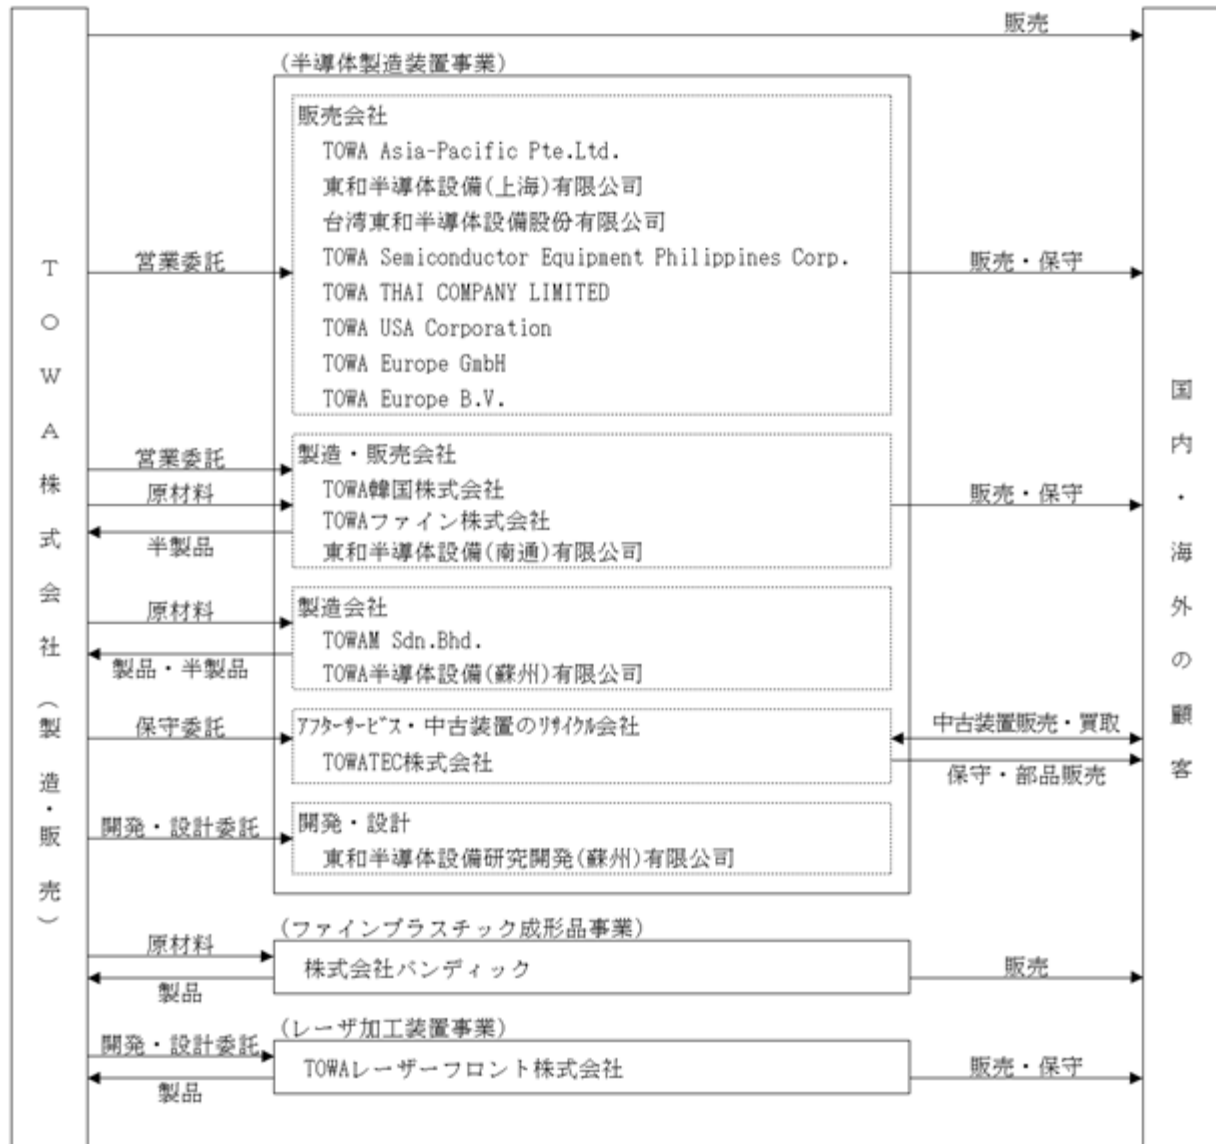 販売
(半導体製造装置事業)
販売会社
TOWA Asia-Pacific Pte.Ltd.
東和半導体設備(上海)有限公司
台湾東和半導体設備股份有限公司
TOWA Semiconductor Equipment Philippines Corp.
TOWA THAI COMPANY LIMITED
TOWA USA Corporation
TOWA Europe GmbH
TOWA Europe B.V.
営業委託
販売・保守
TOWA株式会社(製造・販売)
国内・海外の顧客
製造・販売会社
TOWA韓国株式会社
TOWAファイン株式会社
東和半導体設備(南通)有限公司
営業委託
原材料
半製品
販売・保守
製造会社
TOWAM Sdn.Bhd.
TOWA半導体設備(蘇州)有限公司
原材料
製品・半製品
アフターサービス・中古装置のリサイクル会社
TOWATEC株式会社
保守委託
中古装置販売・買取
保守・部品販売
開発・設計
東和半導体設備研究開発(蘇州)有限公司
開発・設計委託
(ファインプラスチック成形品事業)
株式会社バンディック
原材料
製品
販売
(レーザ加工装置事業)
TOWAレーザーフロント株式会社
開発・設計委託
製品
販売・保守